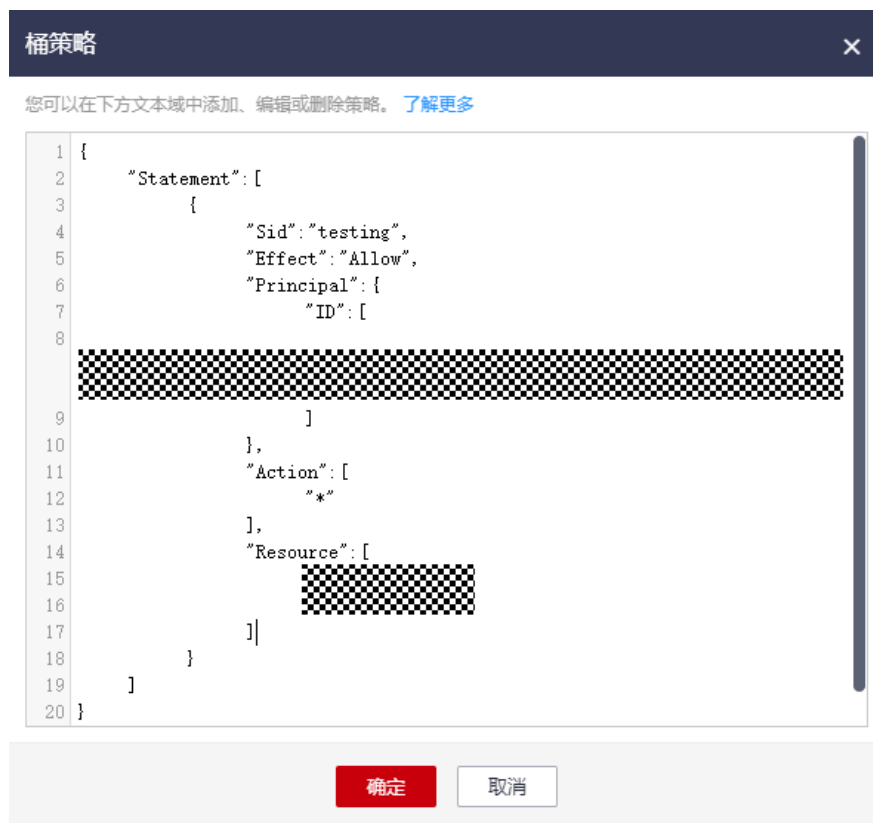 桶策略
×
您可以在下方文本域中添加、编辑或删除策略。 了解更多
1 {
2 "Statement":[
3 {
4 "Sid":"testing",
5 "Effect":"Allow",
6 "Principal":{
7 "ID":[
8
9 ]
10 },
11 "Action":[
12 "*"
13 ],
14 "Resource":[
15
16
17 ]
18 }
19 ]
20 }
确定 取消